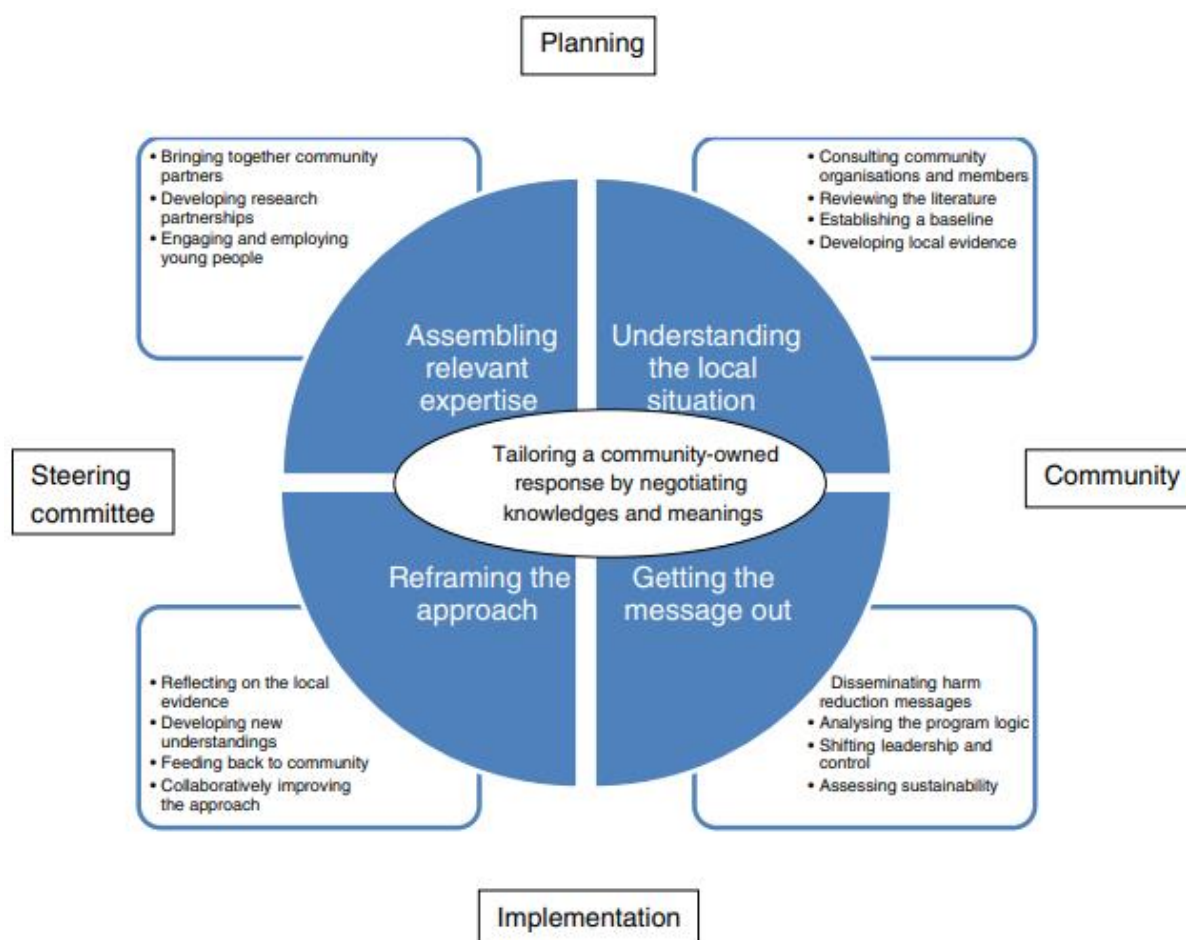 Planning
• Bringing together community
partners
• Developing research
partnerships
• Engaging and employing
young people
• Consulting community
organisations and members
• Reviewing the literature
• Establishing a baseline
• Developing local evidence
Assembling
relevant
expertise
Understanding
the local
situation
Steering
committee
Tailoring a community-owned
response by negotiating
knowledges and meanings
Community
Reframing the
approach
Getting the
message out
• Reflecting on the local
evidence
• Developing new
understandings
• Feeding back to community
• Collaboratively improving
the approach
Disseminating harm
reduction messages
• Analysing the program logic
• Shifting leadership and
control
• Assessing sustainability
Implementation